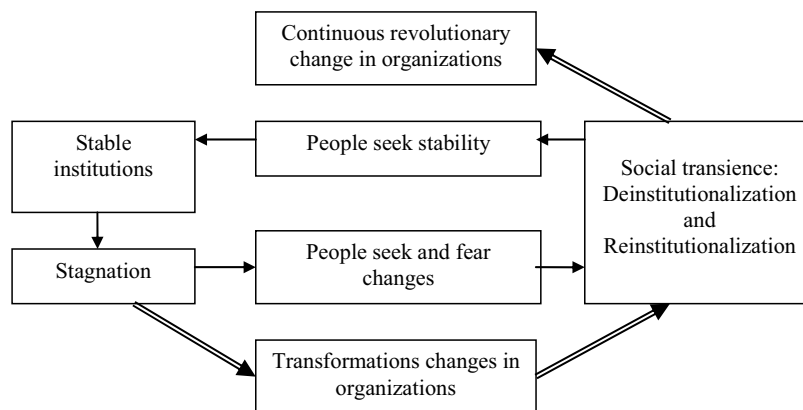 Continuous revolutionary
change in organizations
Stable
institutions
People seek stability
Social transience:
Deinstitutionalization
and
Reinstitutionalization
Stagnation
People seek and fear
changes
Transformations changes in
organizations